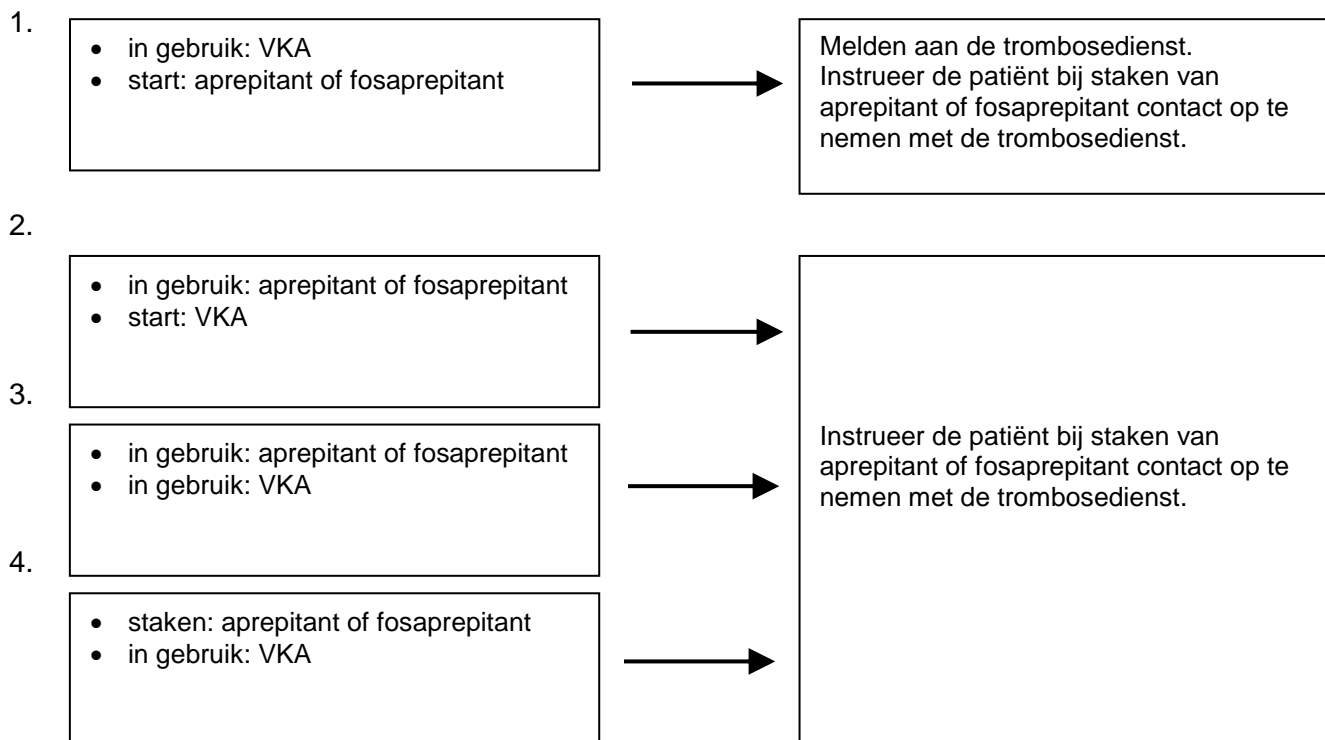 1.
• in gebruik: VKA
• start: aprepitant of fosaprepitant
Melden aan de trombosedienst.
Instrueer de patiënt bij staken van
aprepitant of fosaprepitant contact op te
nemen met de trombosedienst.
2.
• in gebruik: aprepitant of fosaprepitant
• start: VKA
3.
• in gebruik: aprepitant of fosaprepitant
• in gebruik: VKA
Instrueer de patiënt bij staken van
aprepitant of fosaprepitant contact op te
nemen met de trombosedienst.
4.
• staken: aprepitant of fosaprepitant
• in gebruik: VKA